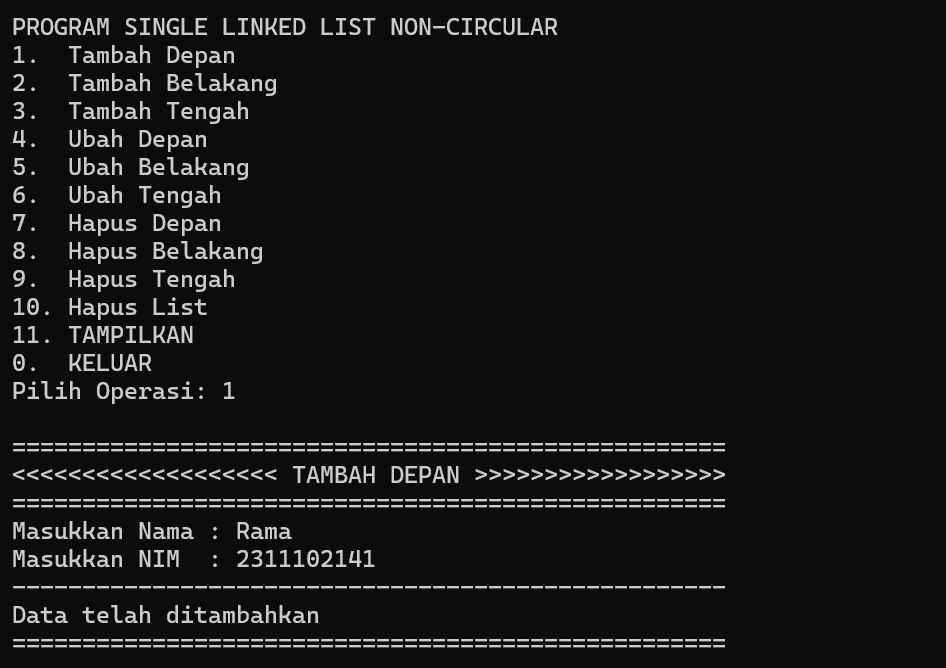 PROGRAM SINGLE LINKED LIST NON-CIRCULAR
1.  Tambah Depan
2.  Tambah Belakang
3.  Tambah Tengah
4.  Ubah Depan
5.  Ubah Belakang
6.  Ubah Tengah
7.  Hapus Depan
8.  Hapus Belakang
9.  Hapus Tengah
10. Hapus List
11. TAMPILKAN
0.  KELUAR
Pilih Operasi: 1
===================================================
<<<<<<<<<<<<<<<<<<< TAMBAH DEPAN >>>>>>>>>>>>>>>>>>
===================================================
Masukkan Nama : Rama
Masukkan NIM  : 2311102141
---------------------------------------------------
Data telah ditambahkan
===================================================